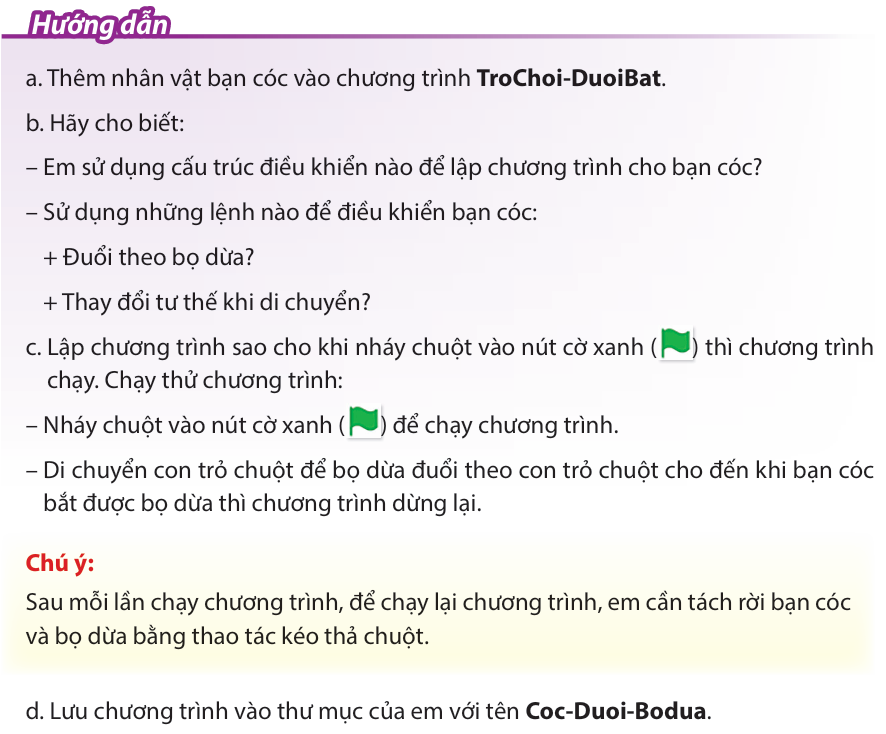 Hướng dẫn
a. Thêm nhân vật bạn cóc vào chương trình TroChoi-DuoiBat.
b. Hãy cho biết:
– Em sử dụng cấu trúc điều khiển nào để lập chương trình cho bạn cóc?
– Sử dụng những lệnh nào để điều khiển bạn cóc:
+ Đuổi theo bọ dừa?
+ Thay đổi tư thế khi di chuyển?
c. Lập chương trình sao cho khi nháy chuột vào nút cờ xanh ( ) thì chương trình
chạy. Chạy thử chương trình:
– Nháy chuột vào nút cờ xanh ( ) để chạy chương trình.
– Di chuyển con trỏ chuột để bọ dừa đuổi theo con trỏ chuột cho đến khi bạn cóc
bắt được bọ dừa thì chương trình dừng lại.
Chú ý:
Sau mỗi lần chạy chương trình, để chạy lại chương trình, em cần tách rời bạn cóc
và bọ dừa bằng thao tác kéo thả chuột.
d. Lưu chương trình vào thư mục của em với tên Coc-Duoi-Bodua.